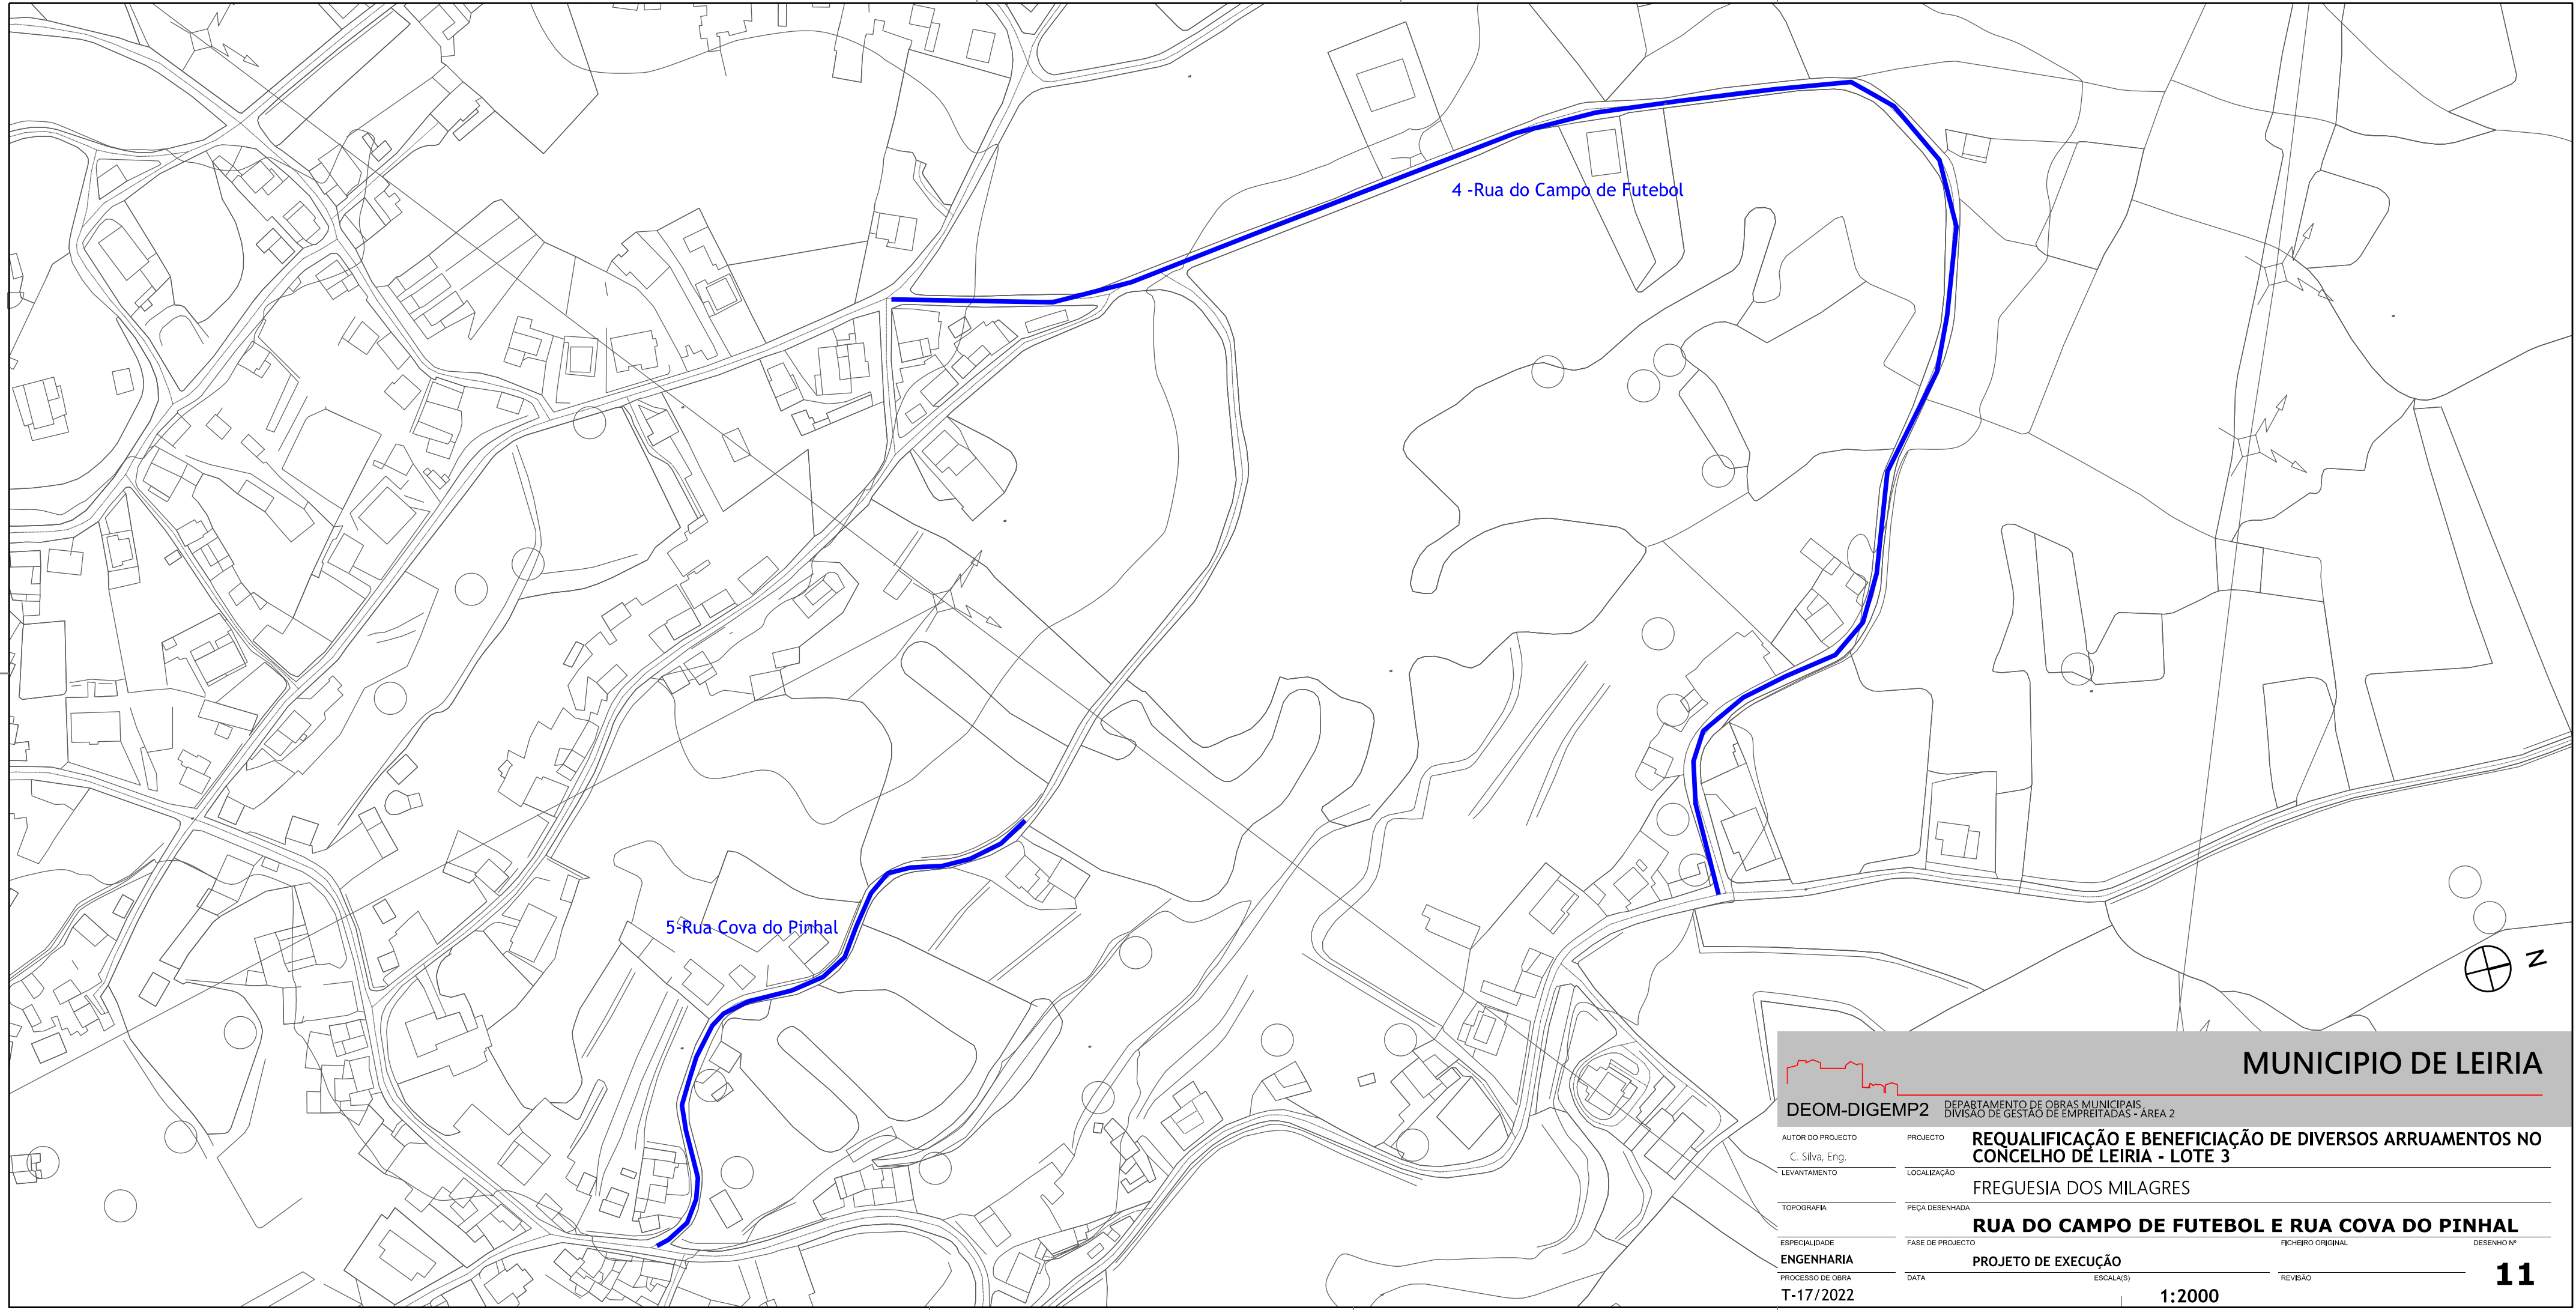 4 -Rua do Campo de Futebol
5-Rua Cova do Pinhal
N
MUNICIPIO DE LEIRIA
DEOM-DIGEMP2
DEPARTAMENTO DE OBRAS MUNICIPAIS
DIVISÃO DE GESTÃO DE EMPREITADAS - ÁREA 2
AUTOR DO PROJECTO
C. Silva, Eng.
PROJECTO
REQUALIFICAÇÃO E BENEFICIAÇÃO DE DIVERSOS ARRUAMENTOS NO
CONCELHO DE LEIRIA - LOTE 3
LEVANTAMENTO
LOCALIZAÇÃO
FREGUESIA DOS MILAGRES
TOPOGRAFIA
PEÇA DESENHADA
RUA DO CAMPO DE FUTEBOL E RUA COVA DO PINHAL
ESPECIALIDADE
ENGENHARIA
FASE DE PROJECTO
PROJETO DE EXECUÇÃO
FICHEIRO ORIGINAL
DESENHO Nº
11
PROCESSO DE OBRA
T-17/2022
DATA
ESCALA(S)
1:2000
REVISÃO